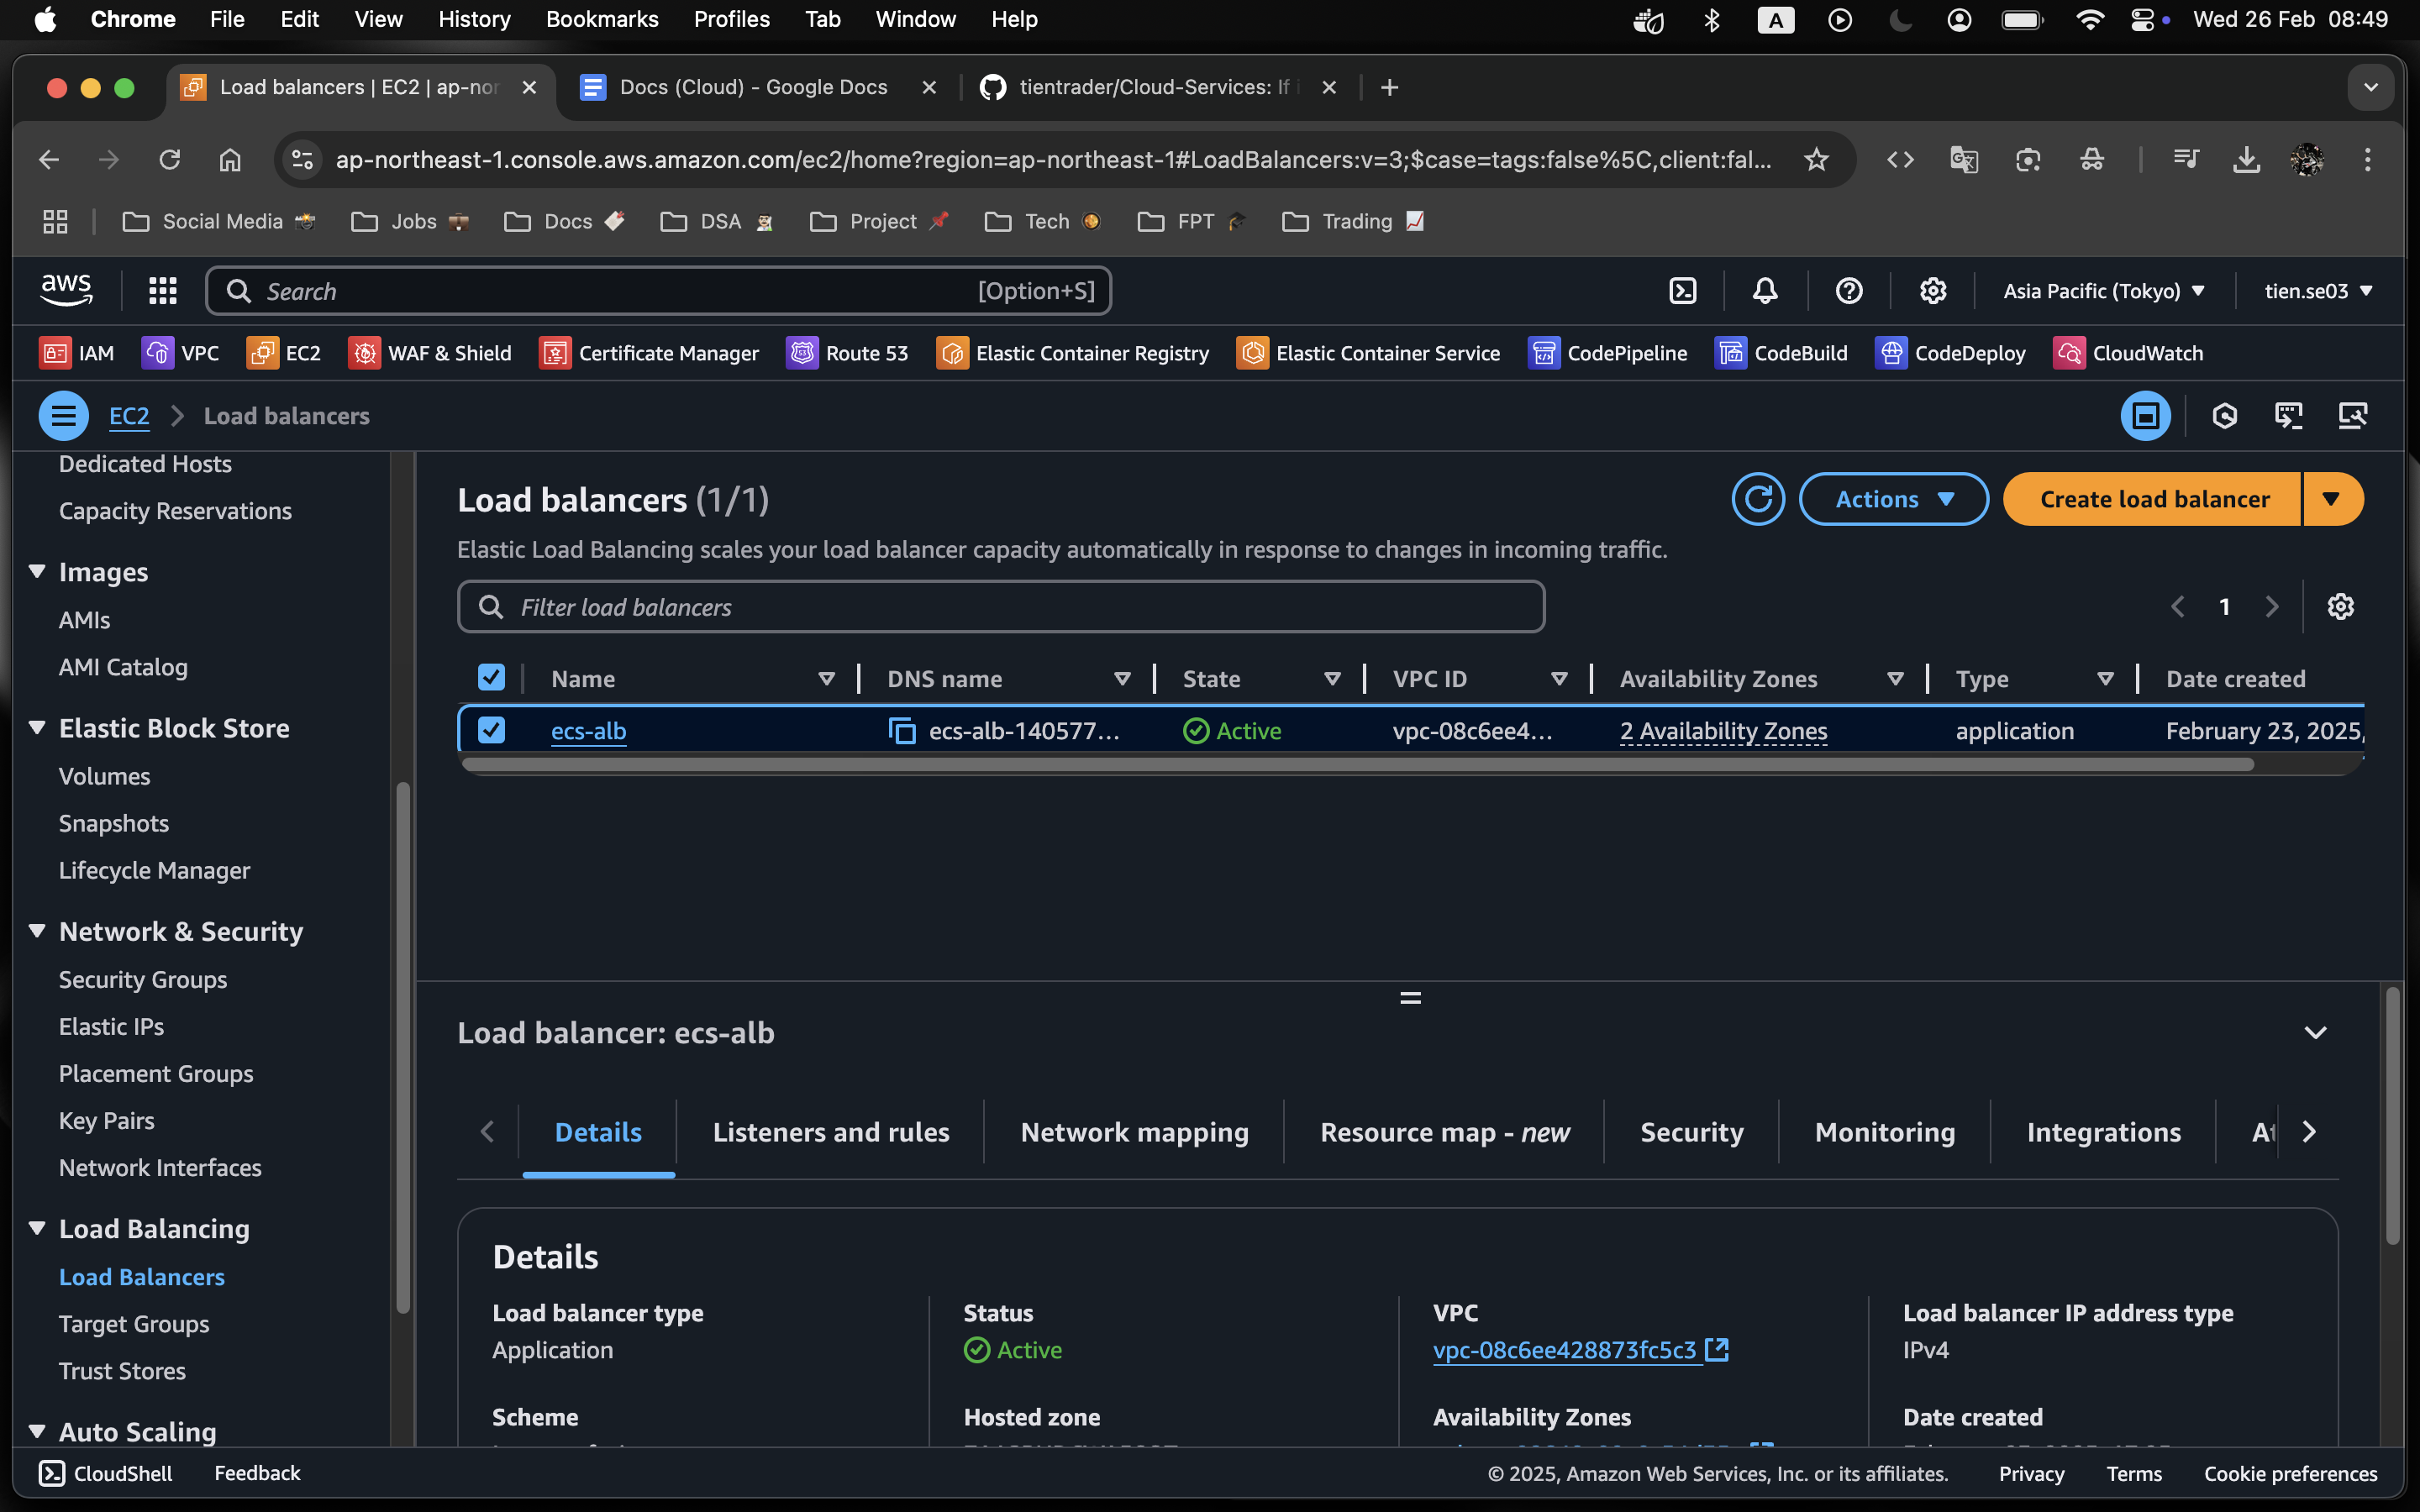 Chrome File Edit View History Bookmarks Profiles Tab Window Help A Wed 26 Feb 08:49
Load balancers | EC2 | ap-nor Docs (Cloud) - Google Docs tientrader/Cloud-Services: If i
ap-northeast-1.console.aws.amazon.com/ec2/home?region=ap-northeast-1#LoadBalancers:v=3;$case=tags:false%5C,client:fal...
Social Media Jobs Docs DSA Project Tech FPT Trading
aws Search [Option+S] Asia Pacific (Tokyo) tien.se03
IAM VPC EC2 WAF & Shield Certificate Manager Route 53 Elastic Container Registry Elastic Container Service CodePipeline CodeBuild CodeDeploy CloudWatch
EC2 Load balancers
Dedicated Hosts
Capacity Reservations
Images
AMIs
AMI Catalog
Elastic Block Store
Volumes
Snapshots
Lifecycle Manager
Network & Security
Security Groups
Elastic IPs
Placement Groups
Key Pairs
Network Interfaces
Load Balancing
Load Balancers
Target Groups
Trust Stores
Auto Scaling
Load balancers (1/1)
Actions Create load balancer
Elastic Load Balancing scales your load balancer capacity automatically in response to changes in incoming traffic.
Filter load balancers 1
Name DNS name State VPC ID Availability Zones Type Date created
ecs-alb ecs-alb-140577... Active vpc-08c6ee4... 2 Availability Zones application February 23, 2025,
Load balancer: ecs-alb
Details Listeners and rules Network mapping Resource map - new Security Monitoring Integrations At
Details
Load balancer type Status VPC Load balancer IP address type
Application Active vpc-08c6ee428873fc5c3 IPv4
Scheme Hosted zone Availability Zones Date created
CloudShell Feedback © 2025, Amazon Web Services, Inc. or its affiliates. Privacy Terms Cookie preferences